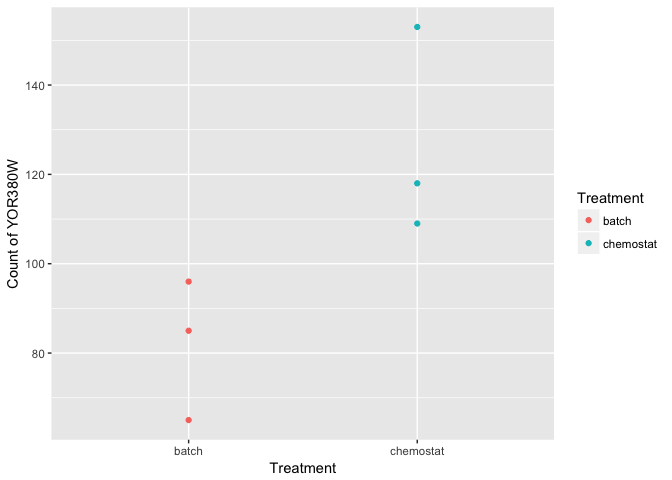 140
120
100
80
Count of YOR380W
batch
chemostat
Treatment
Treatment
batch
chemostat